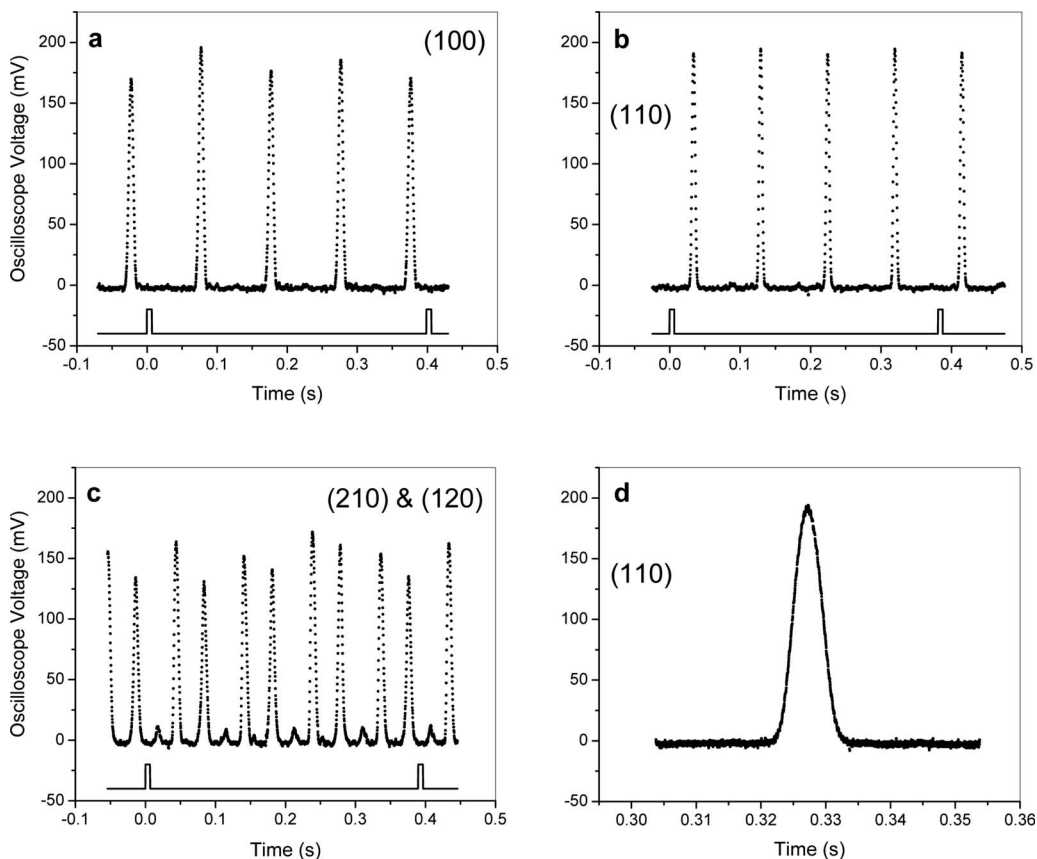 a
(100)
Oscilloscope Voltage (mV)
200
150
100
50
0
-50
-0.1 0.0 0.1 0.2 0.3 0.4 0.5
Time (s)
b
(110)
200
150
100
50
0
-50
-0.1 0.0 0.1 0.2 0.3 0.4 0.5
Time (s)
c
(210) & (120)
Oscilloscope Voltage (mV)
200
150
100
50
0
-50
-0.1 0.0 0.1 0.2 0.3 0.4 0.5
Time (s)
d
(110)
200
150
100
50
0
-50
0.30 0.31 0.32 0.33 0.34 0.35 0.36
Time (s)